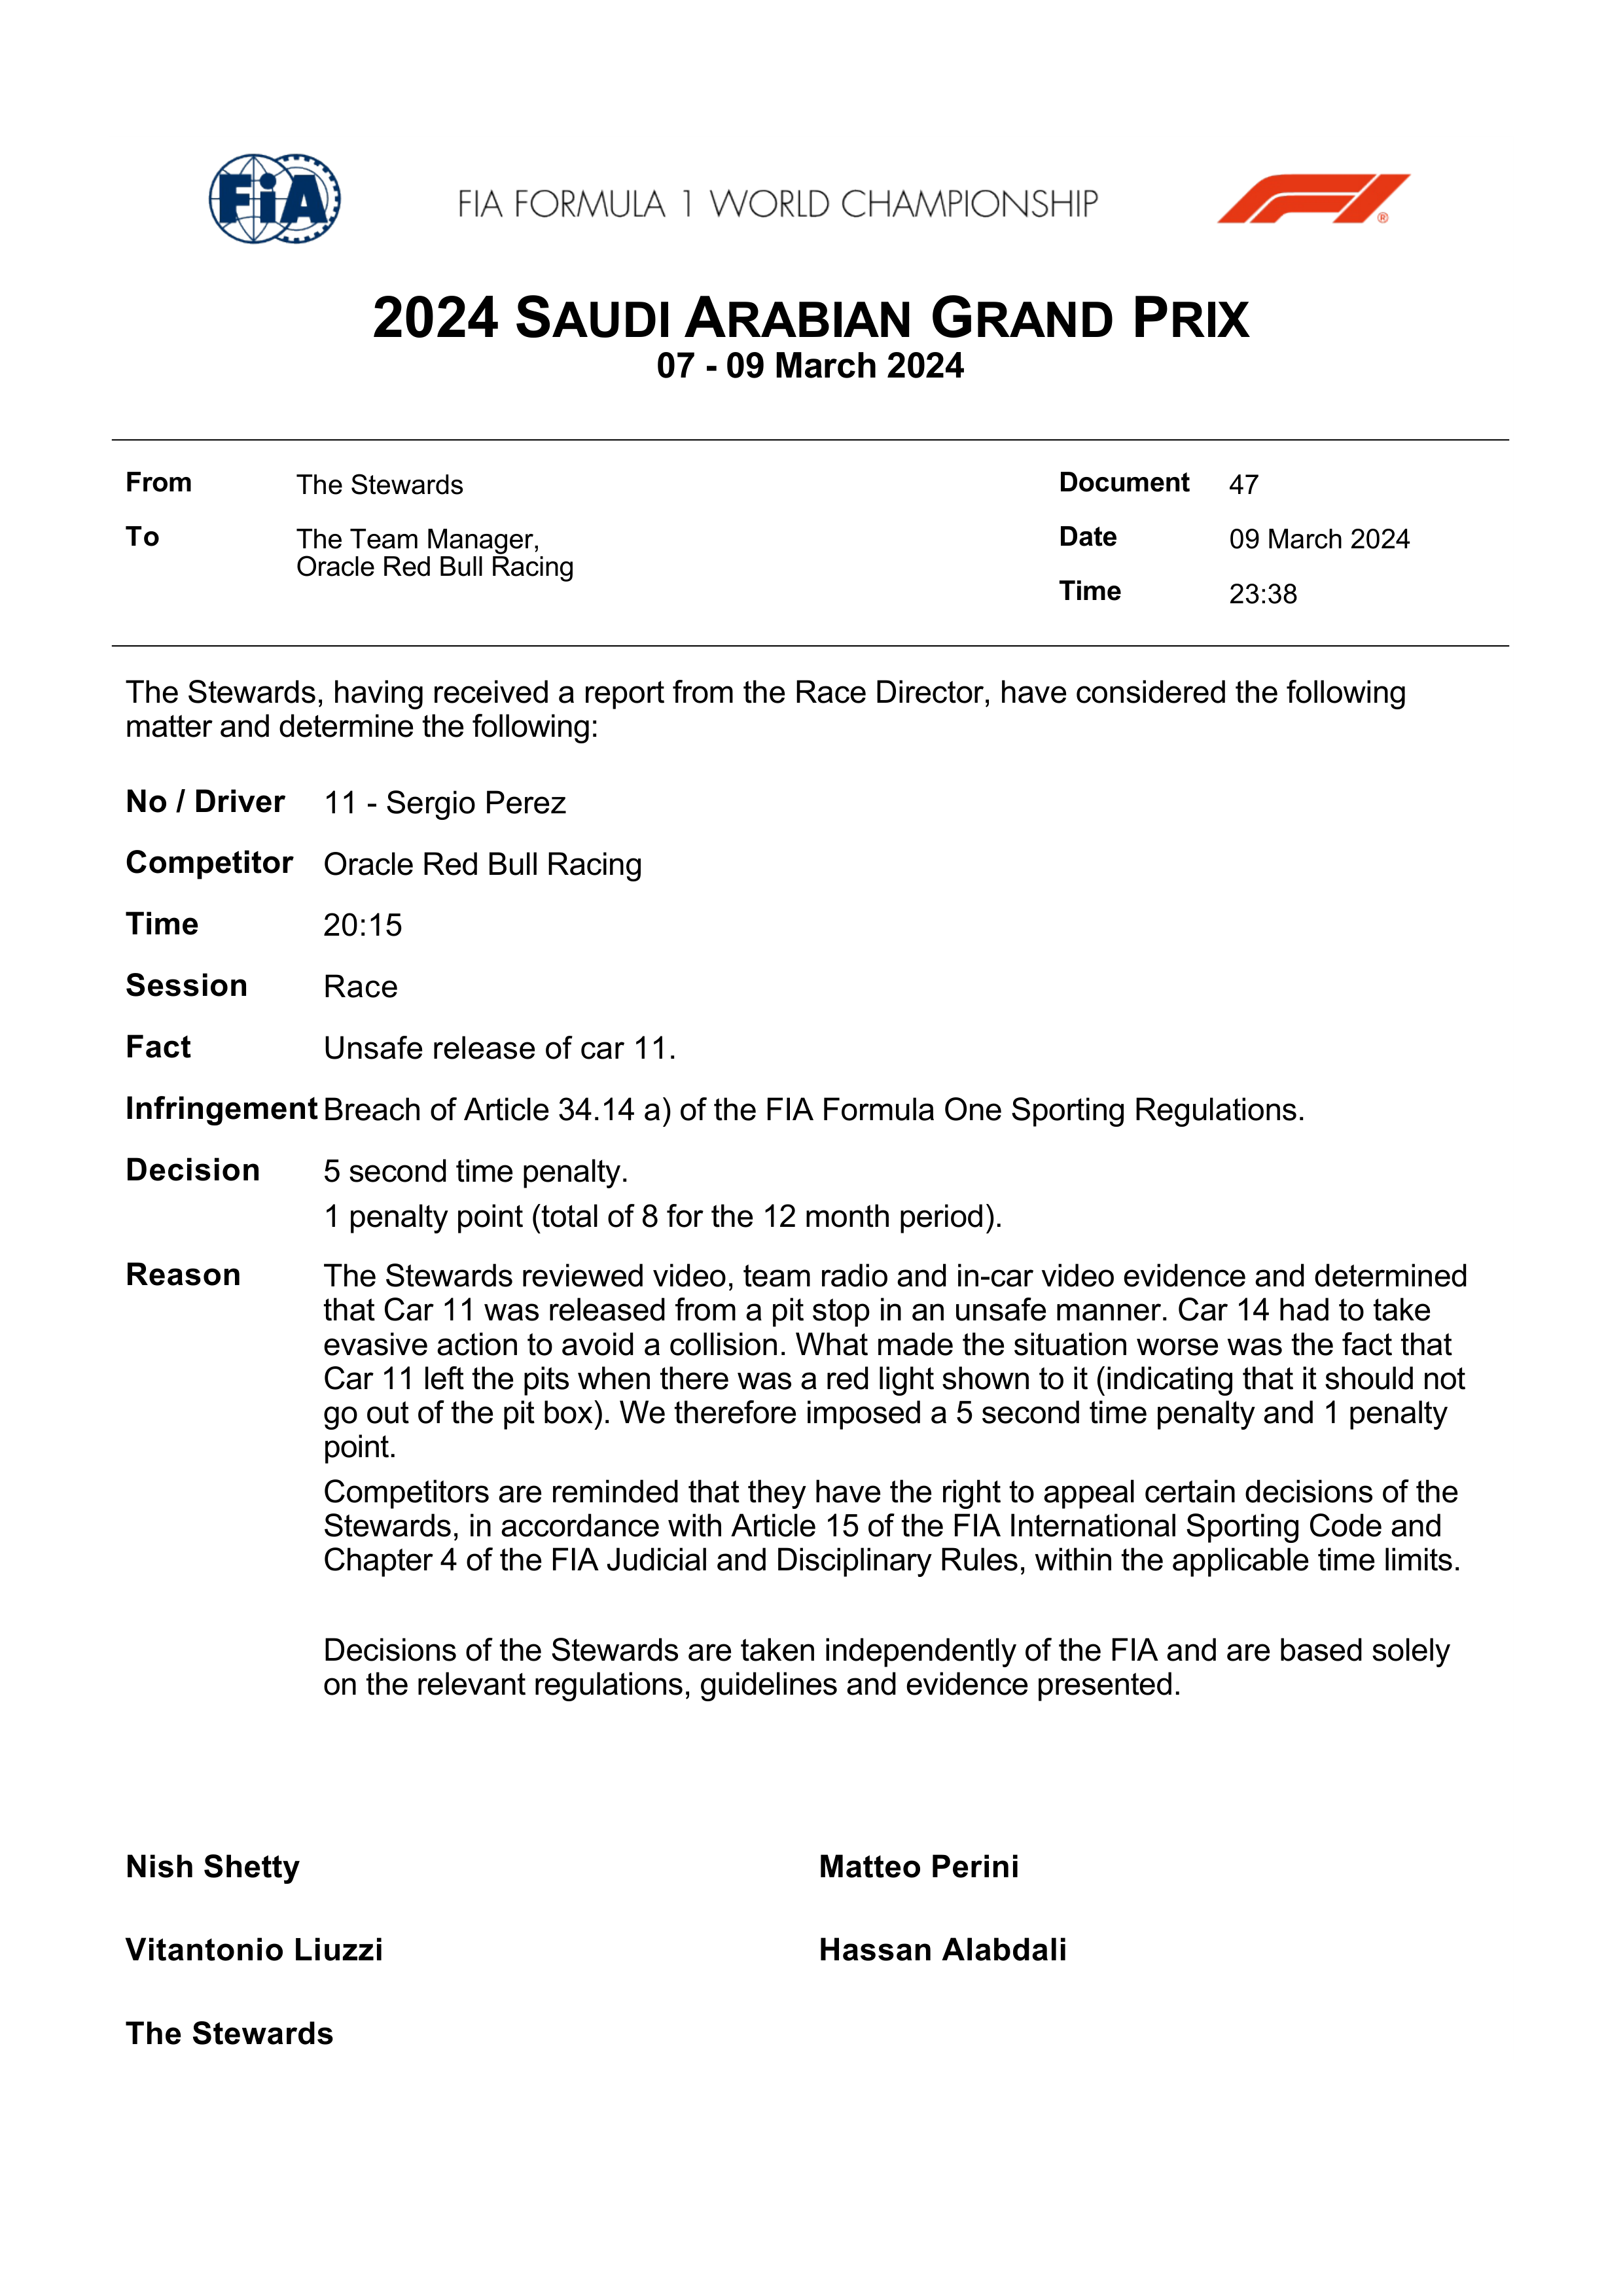 FIA
FIA FORMULA 1 WORLD CHAMPIONSHIP
F1®
2024 SAUDI ARABIAN GRAND PRIX
07 - 09 March 2024
From The Stewards Document 47
To The Team Manager, Date 09 March 2024
Oracle Red Bull Racing
Time 23:38
The Stewards, having received a report from the Race Director, have considered the following
matter and determine the following:
No / Driver 11 - Sergio Perez
Competitor Oracle Red Bull Racing
Time 20:15
Session Race
Fact Unsafe release of car 11.
Infringement Breach of Article 34.14 a) of the FIA Formula One Sporting Regulations.
Decision 5 second time penalty.
1 penalty point (total of 8 for the 12 month period).
Reason The Stewards reviewed video, team radio and in-car video evidence and determined
that Car 11 was released from a pit stop in an unsafe manner. Car 14 had to take
evasive action to avoid a collision. What made the situation worse was the fact that
Car 11 left the pits when there was a red light shown to it (indicating that it should not
go out of the pit box). We therefore imposed a 5 second time penalty and 1 penalty
point.
Competitors are reminded that they have the right to appeal certain decisions of the
Stewards, in accordance with Article 15 of the FIA International Sporting Code and
Chapter 4 of the FIA Judicial and Disciplinary Rules, within the applicable time limits.
Decisions of the Stewards are taken independently of the FIA and are based solely
on the relevant regulations, guidelines and evidence presented.
Nish Shetty Matteo Perini
Vitantonio Liuzzi Hassan Alabdali
The Stewards